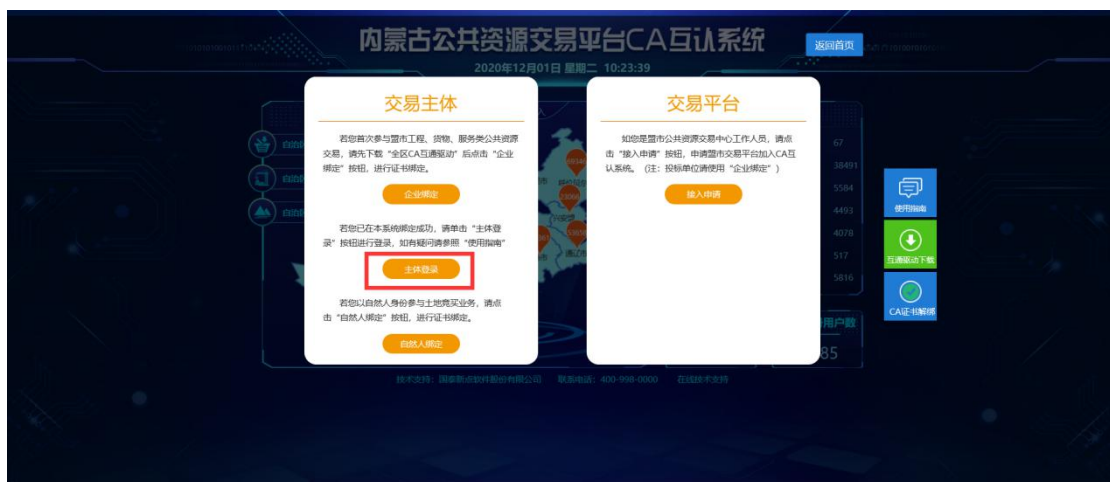 内蒙古公共资源交易平台CA互认系统
返回首页
2020年12月01日 星期二 10:23:39
交易主体
若您首次参与盟市工程、货物、服务类公共资源
交易，请先下载“全区CA互通驱动”后点击“企业
绑定”按钮，进行证书绑定。
企业绑定
若您已在本系统绑定成功，请单击“主体登
录”按钮进行登录，如有疑问请参照“使用指南”
主体登录
若您以自然人身份参与土地竞买业务，请点
击“自然人绑定”按钮，进行证书绑定。
自然人绑定
交易平台
如您是盟市公共资源交易中心工作人员，请点
击“接入申请”按钮，申请盟市交易平台加入CA互
认系统。（注：投标单位请使用“企业绑定”）
接入申请
67
38491
5584
4493
4078
517
5816
用户数
85
使用指南
互通驱动下载
CA证书解绑
技术支持：国泰新点软件股份有限公司 联系电话：400-998-0000 在线技术支持